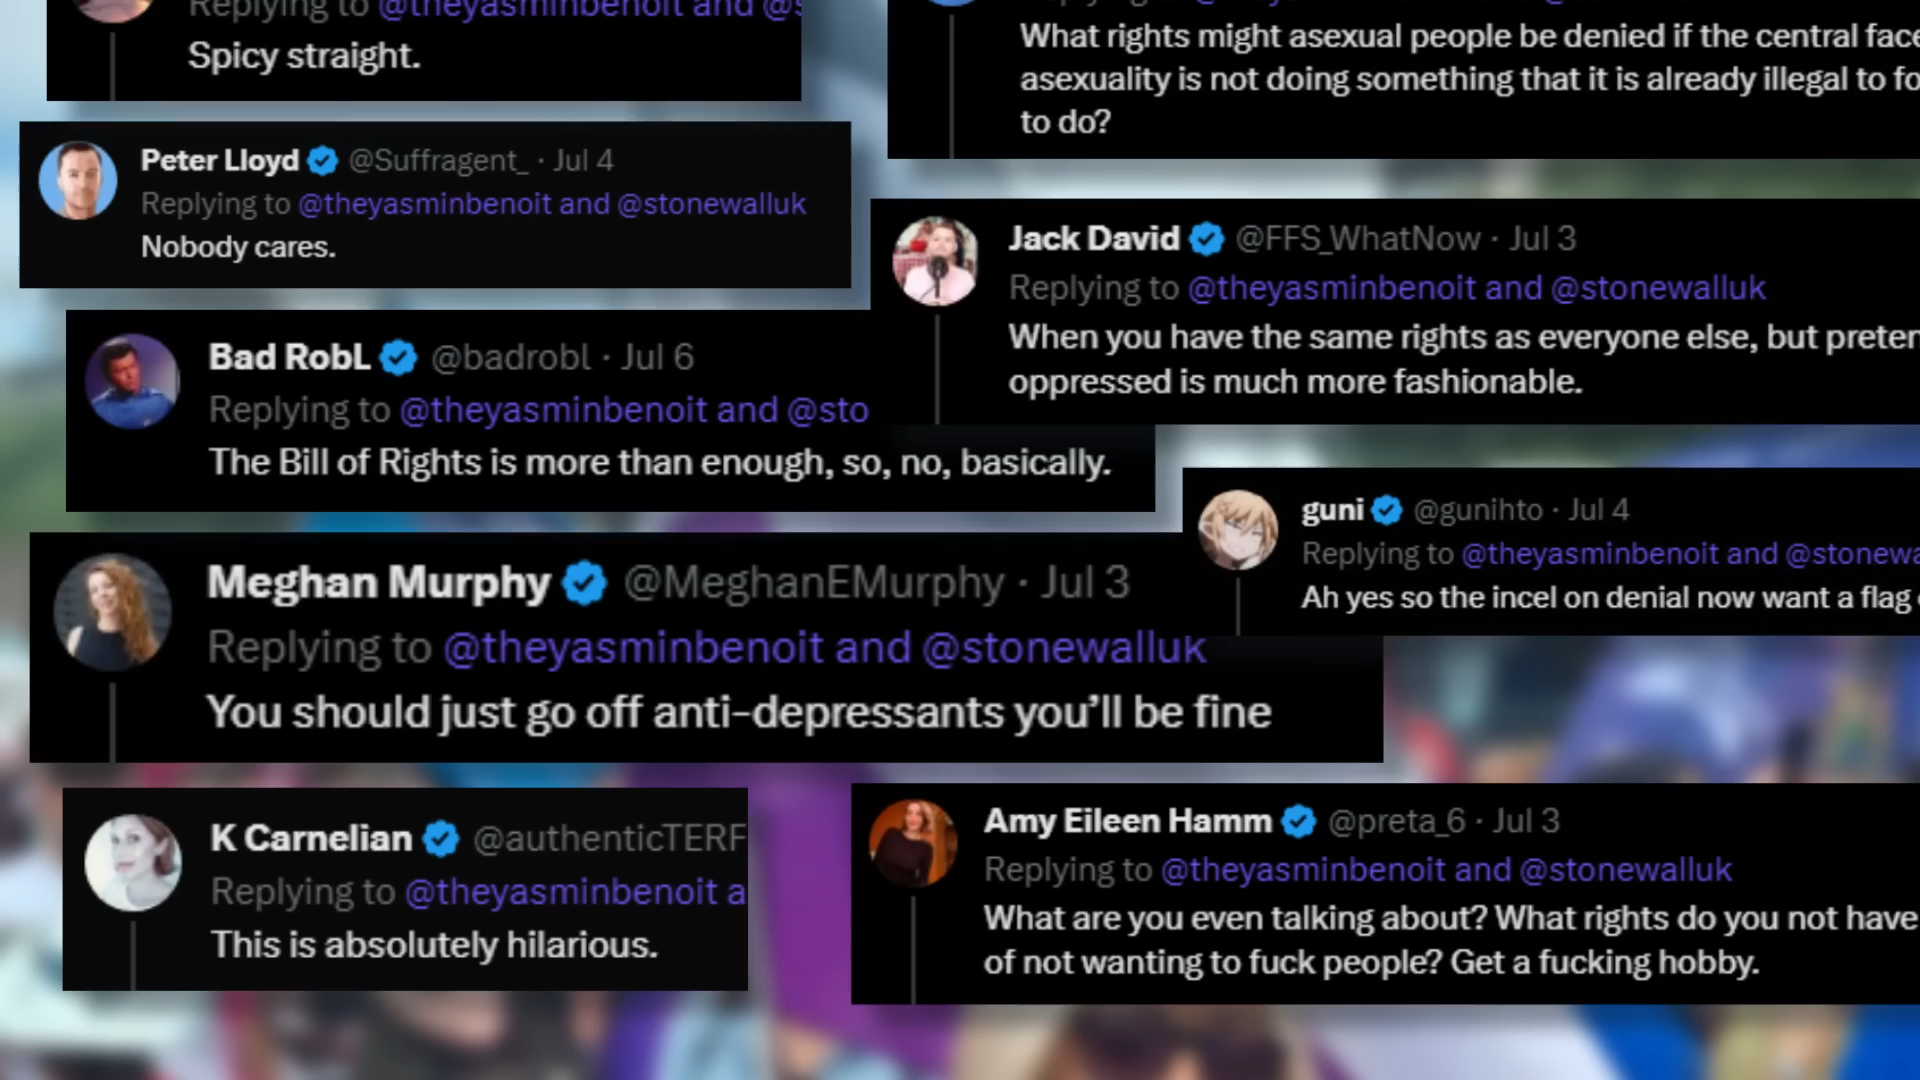 Replying to @theyasminbenoit and @s
Spicy straight.
What rights might asexual people be denied if the central face
asexuality is not doing something that it is already illegal to fo
to do?
Peter Lloyd @Suffragent_ · Jul 4
Replying to @theyasminbenoit and @stonewalluk
Nobody cares.
Jack David @FFS_WhatNow · Jul 3
Replying to @theyasminbenoit and @stonewalluk
When you have the same rights as everyone else, but preten
oppressed is much more fashionable.
Bad RobL @badrobl · Jul 6
Replying to @theyasminbenoit and @sto
The Bill of Rights is more than enough, so, no, basically.
guni @gunihto · Jul 4
Replying to @theyasminbenoit and @stonewa
Ah yes so the incel on denial now want a flag
Meghan Murphy @MeghanEMurphy · Jul 3
Replying to @theyasminbenoit and @stonewalluk
You should just go off anti-depressants you’ll be fine
K Carnelian @authenticTERF
Replying to @theyasminbenoit a
This is absolutely hilarious.
Amy Eileen Hamm @preta_6 · Jul 3
Replying to @theyasminbenoit and @stonewalluk
What are you even talking about? What rights do you not have
of not wanting to fuck people? Get a fucking hobby.